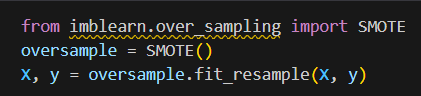 from imblearn.over_sampling import SMOTE
oversample = SMOTE()
X, y = oversample.fit_resample(X, y)